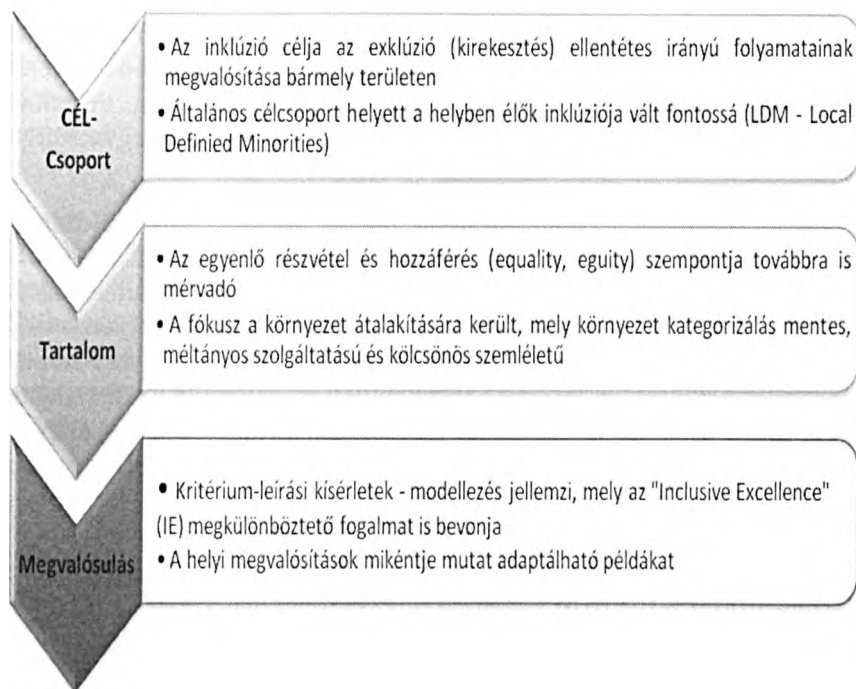 CÉL-
Csoport
• Az inklúzió célja az exklúzió (kirekesztés) ellentétes irányú folyamatainak
megvalósítása bármely területen
• Általános célcsoport helyett a helyben élők inklúziója vált fontossá (LDM - Local
Definied Minorities)
Tartalom
• Az egyenlő részvétel és hozzáférés (equality, eguity) szempontja továbbra is
mérvadó
• A fókusz a környezet átalakítására került, mely környezet kategorizálás mentes,
méltányos szolgáltatású és kölcsönös szemléletű
Megvalósulás
• Kritérium-leírási kísérletek - modellezés jellemzi, mely az "Inclusive Excellence"
(IE) megkülönböztető fogalmat is bevonja
• A helyi megvalósítások mikéntje mutat adaptálható példákat